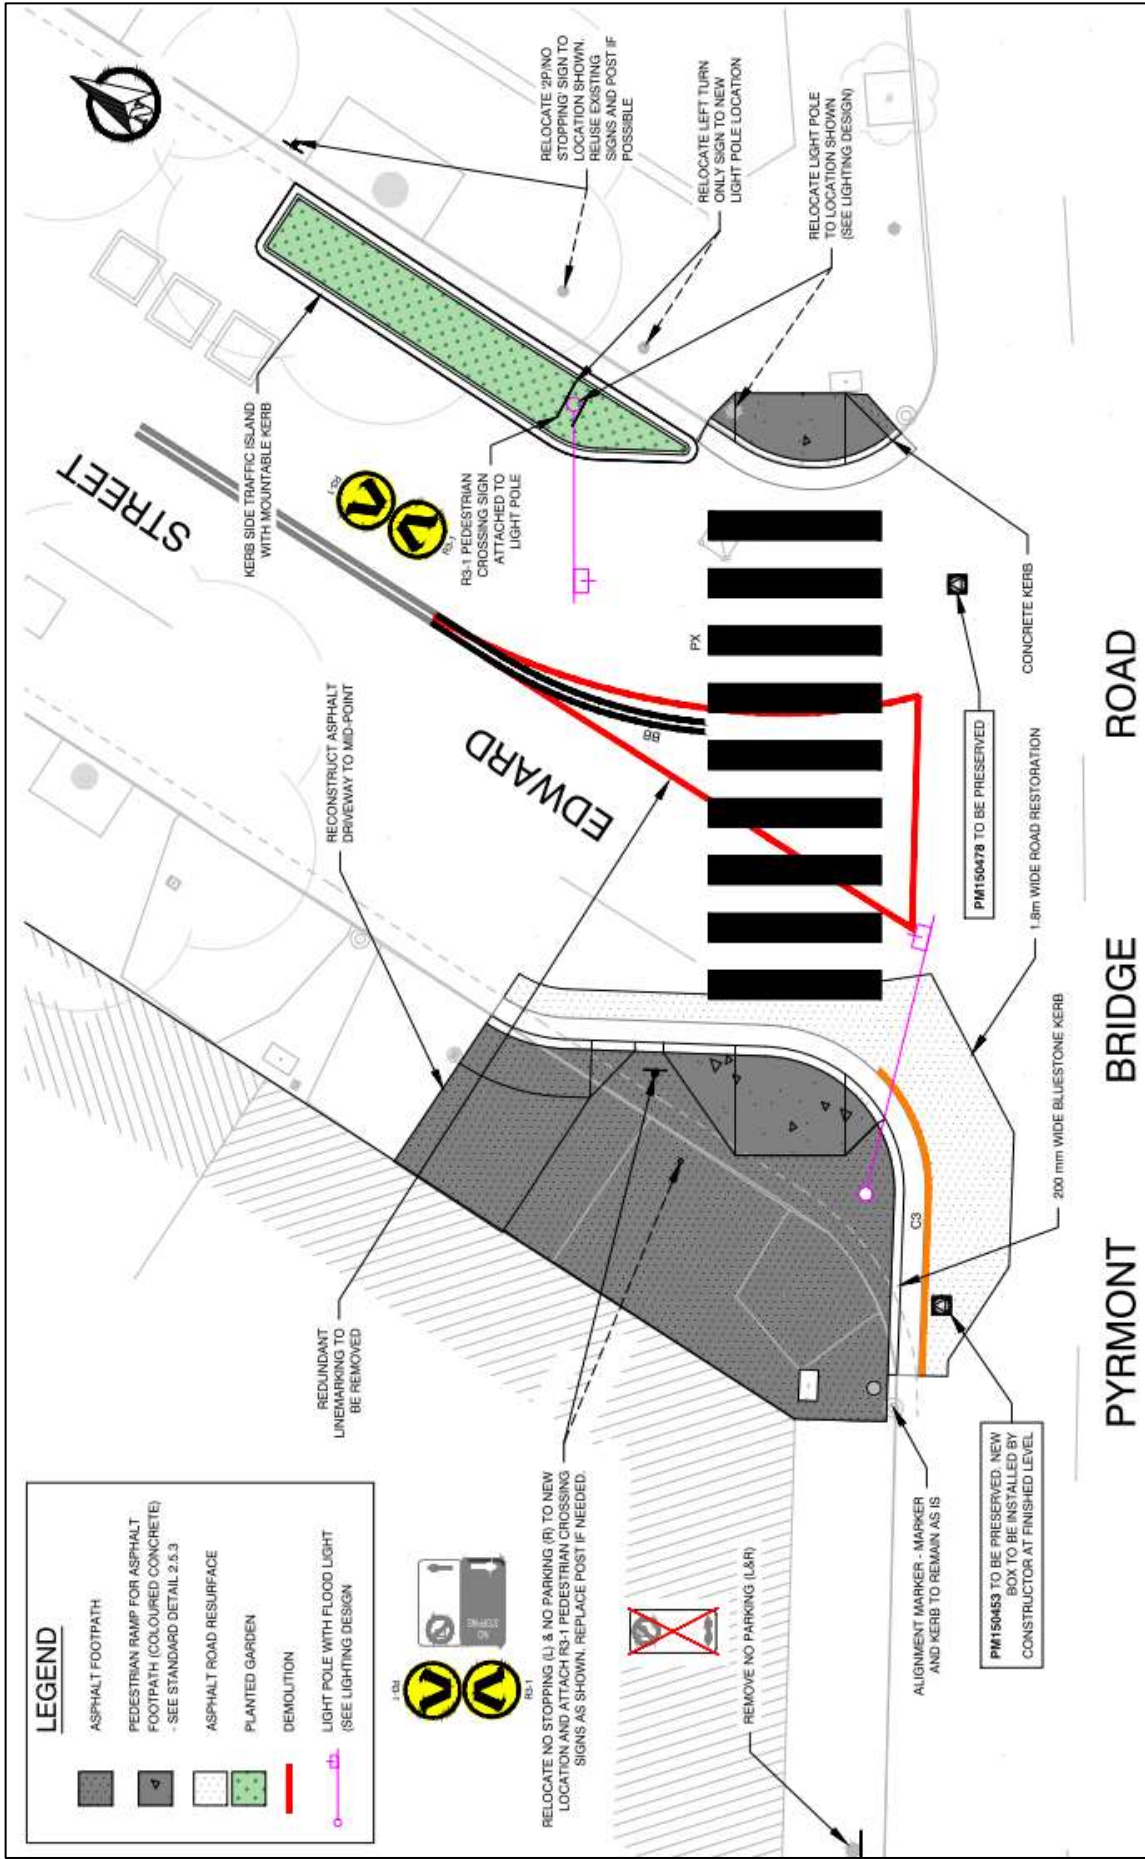 LEGEND
ASPHALT FOOTPATH
PEDESTRIAN RAMP FOR ASPHALT
FOOTPATH (COLOURED CONCRETE)
- SEE STANDARD DETAIL 2.5.3
ASPHALT ROAD RESURFACE
PLANTED GARDEN
DEMOLITION
LIGHT POLE WITH FLOOD LIGHT
(SEE LIGHTING DESIGN)
REDUNDANT
LINEMARKING TO
BE REMOVED
RECONSTRUCT ASPHALT
DRIVEWAY TO MID-POINT
KERB SIDE TRAFFIC ISLAND
WITH MOUNTABLE KERB
STREET
EDWARD
R3-1
R3-1
R3-1 PEDESTRIAN
CROSSING SIGN
ATTACHED TO
LIGHT POLE
RELOCATE '2P/NO
STOPPING' SIGN TO
LOCATION SHOWN.
REUSE EXISTING
SIGNS AND POST IF
POSSIBLE
RELOCATE LEFT TURN
ONLY SIGN TO NEW
LIGHT POLE LOCATION
RELOCATE LIGHT POLE
TO LOCATION SHOWN
(SEE LIGHTING DESIGN)
R3-1
R3-1
NO
STOPPING
RELOCATE NO STOPPING (L) & NO PARKING (R) TO NEW
LOCATION AND ATTACH R3-1 PEDESTRIAN CROSSING
SIGNS AS SHOWN. REPLACE POST IF NEEDED.
BB
PX
REMOVE NO PARKING (L&R)
C3
ALIGNMENT MARKER - MARKER
AND KERB TO REMAIN AS IS
PM150453 TO BE PRESERVED. NEW
BOX TO BE INSTALLED BY
CONSTRUCTOR AT FINISHED LEVEL
200 mm WIDE BLUESTONE KERB
1.8m WIDE ROAD RESTORATION
PM150478 TO BE PRESERVED
CONCRETE KERB
PYRMONT BRIDGE ROAD